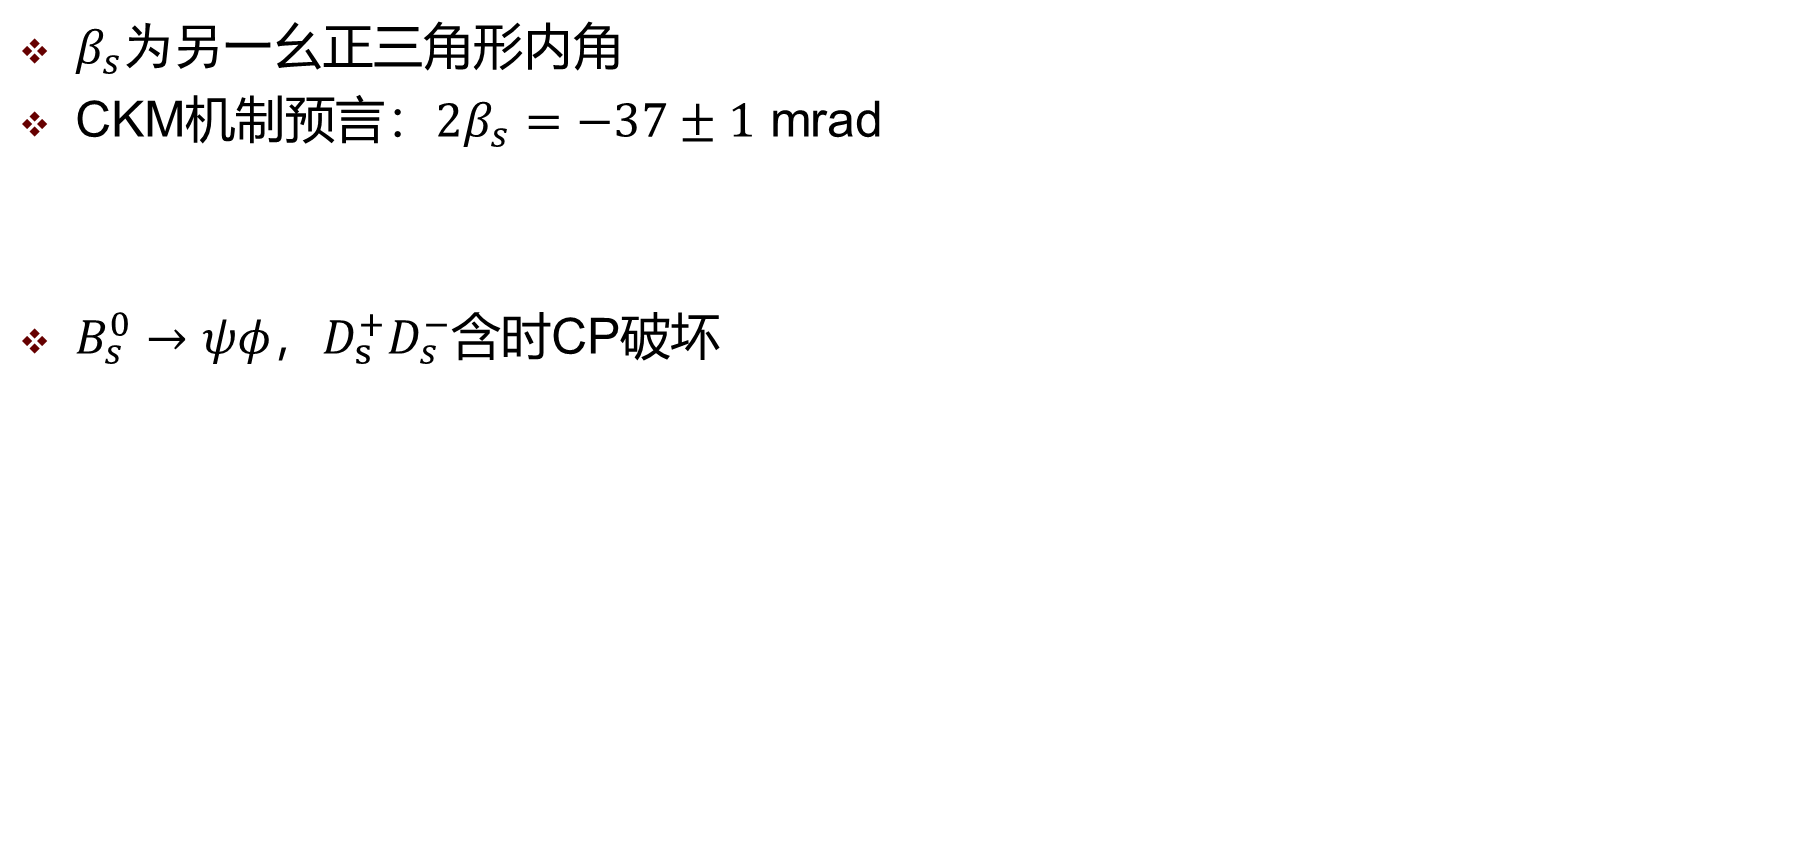 ❖ βₛ为另一幺正三角形内角
❖ CKM机制预言：2βₛ = −37 ± 1 mrad
❖ B⁰ₛ → ψϕ，D⁺ₛD⁻ₛ含时CP破坏